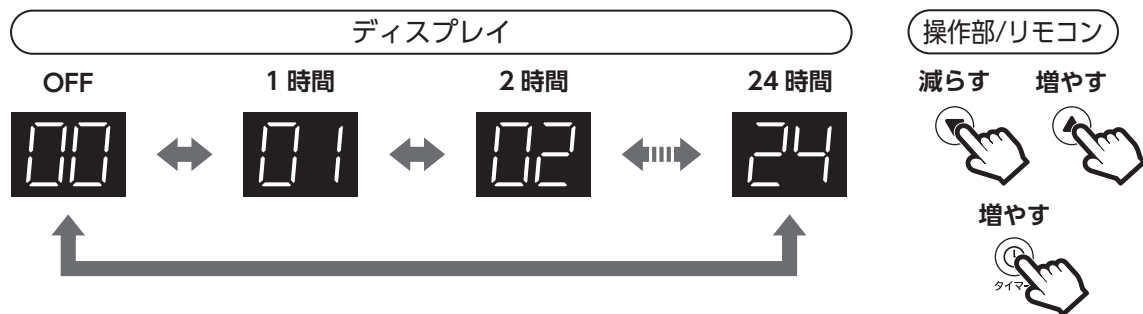 ディスプレイ
操作部/リモコン
OFF
1 時間
2 時間
24 時間
減らす
増やす
00
01
02
24
増やす
タイマー